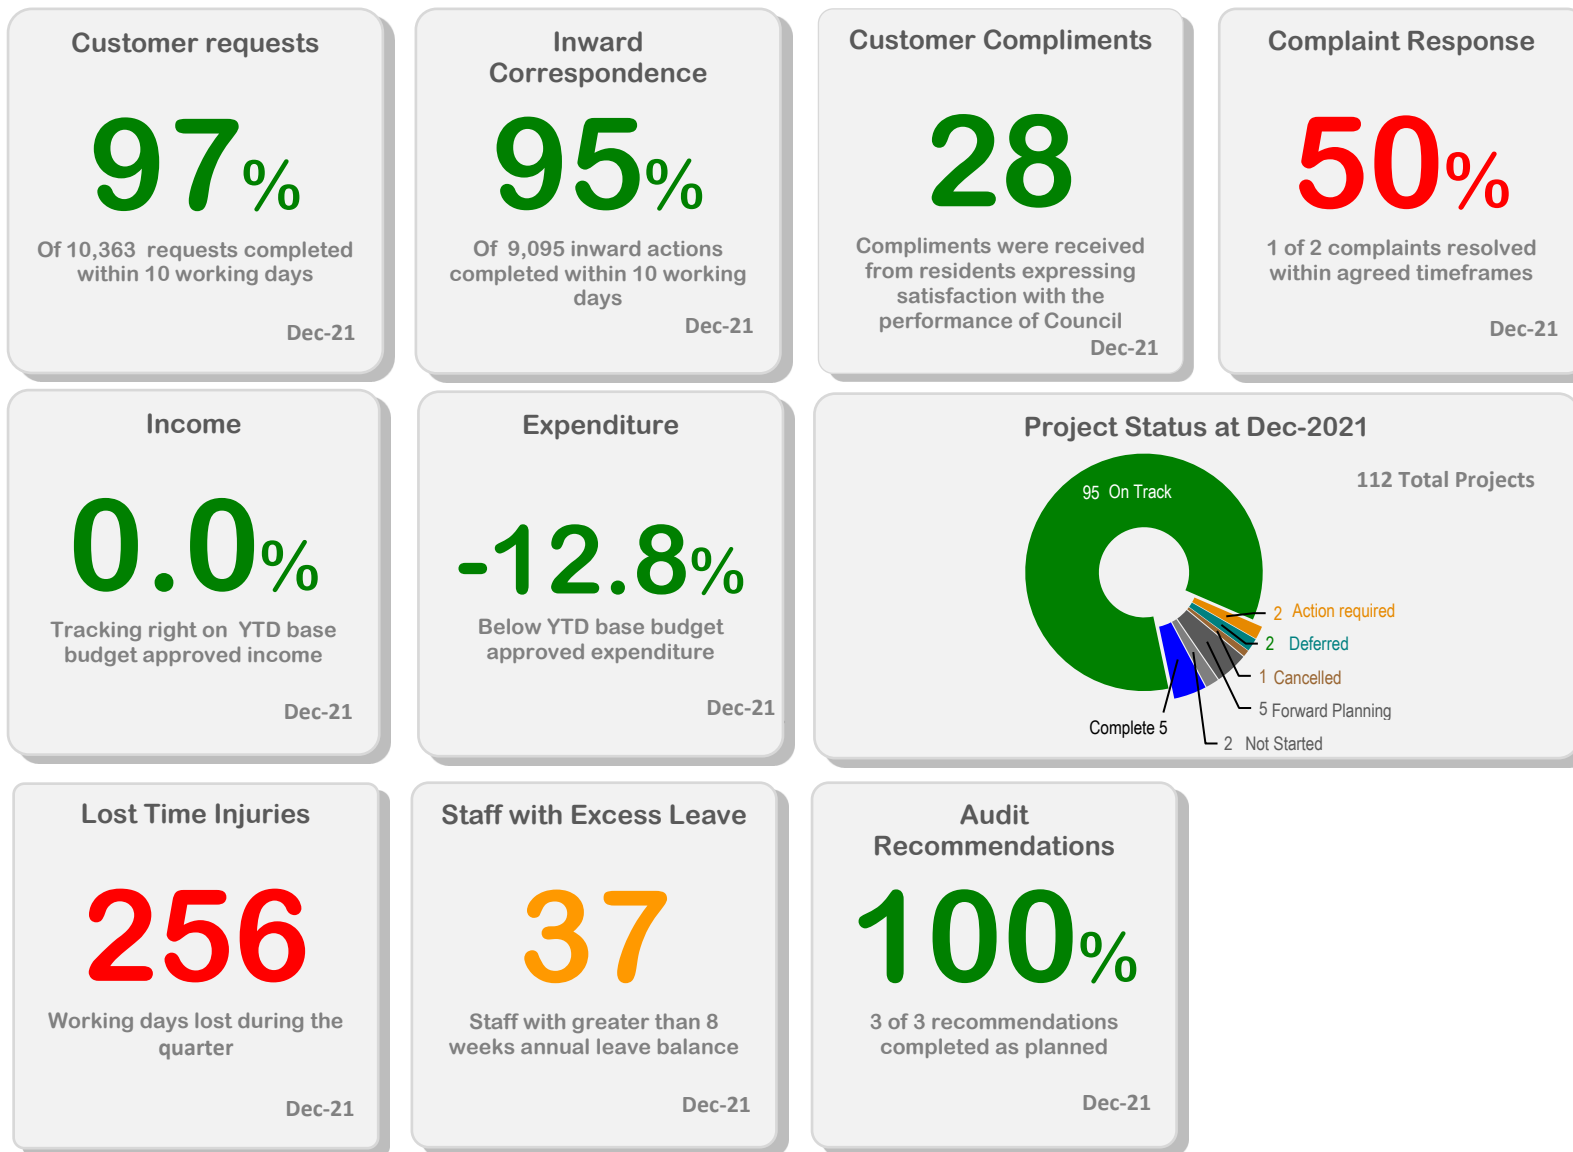 Customer requests
97%
Of 10,363 requests completed
within 10 working days
Dec-21
Inward
Correspondence
95%
Of 9,095 inward actions
completed within 10 working
days
Dec-21
Customer Compliments
28
Compliments were received
from residents expressing
satisfaction with the
performance of Council
Dec-21
Complaint Response
50%
1 of 2 complaints resolved
within agreed timeframes
Dec-21
Income
0.0%
Tracking right on YTD base
budget approved income
Dec-21
Expenditure
-12.8%
Below YTD base budget
approved expenditure
Dec-21
Project Status at Dec-2021
112 Total Projects
95 On Track
2 Action required
2 Deferred
1 Cancelled
5 Forward Planning
Complete 5
2 Not Started
Lost Time Injuries
256
Working days lost during the
quarter
Dec-21
Staff with Excess Leave
37
Staff with greater than 8
weeks annual leave balance
Dec-21
Audit
Recommendations
100%
3 of 3 recommendations
completed as planned
Dec-21